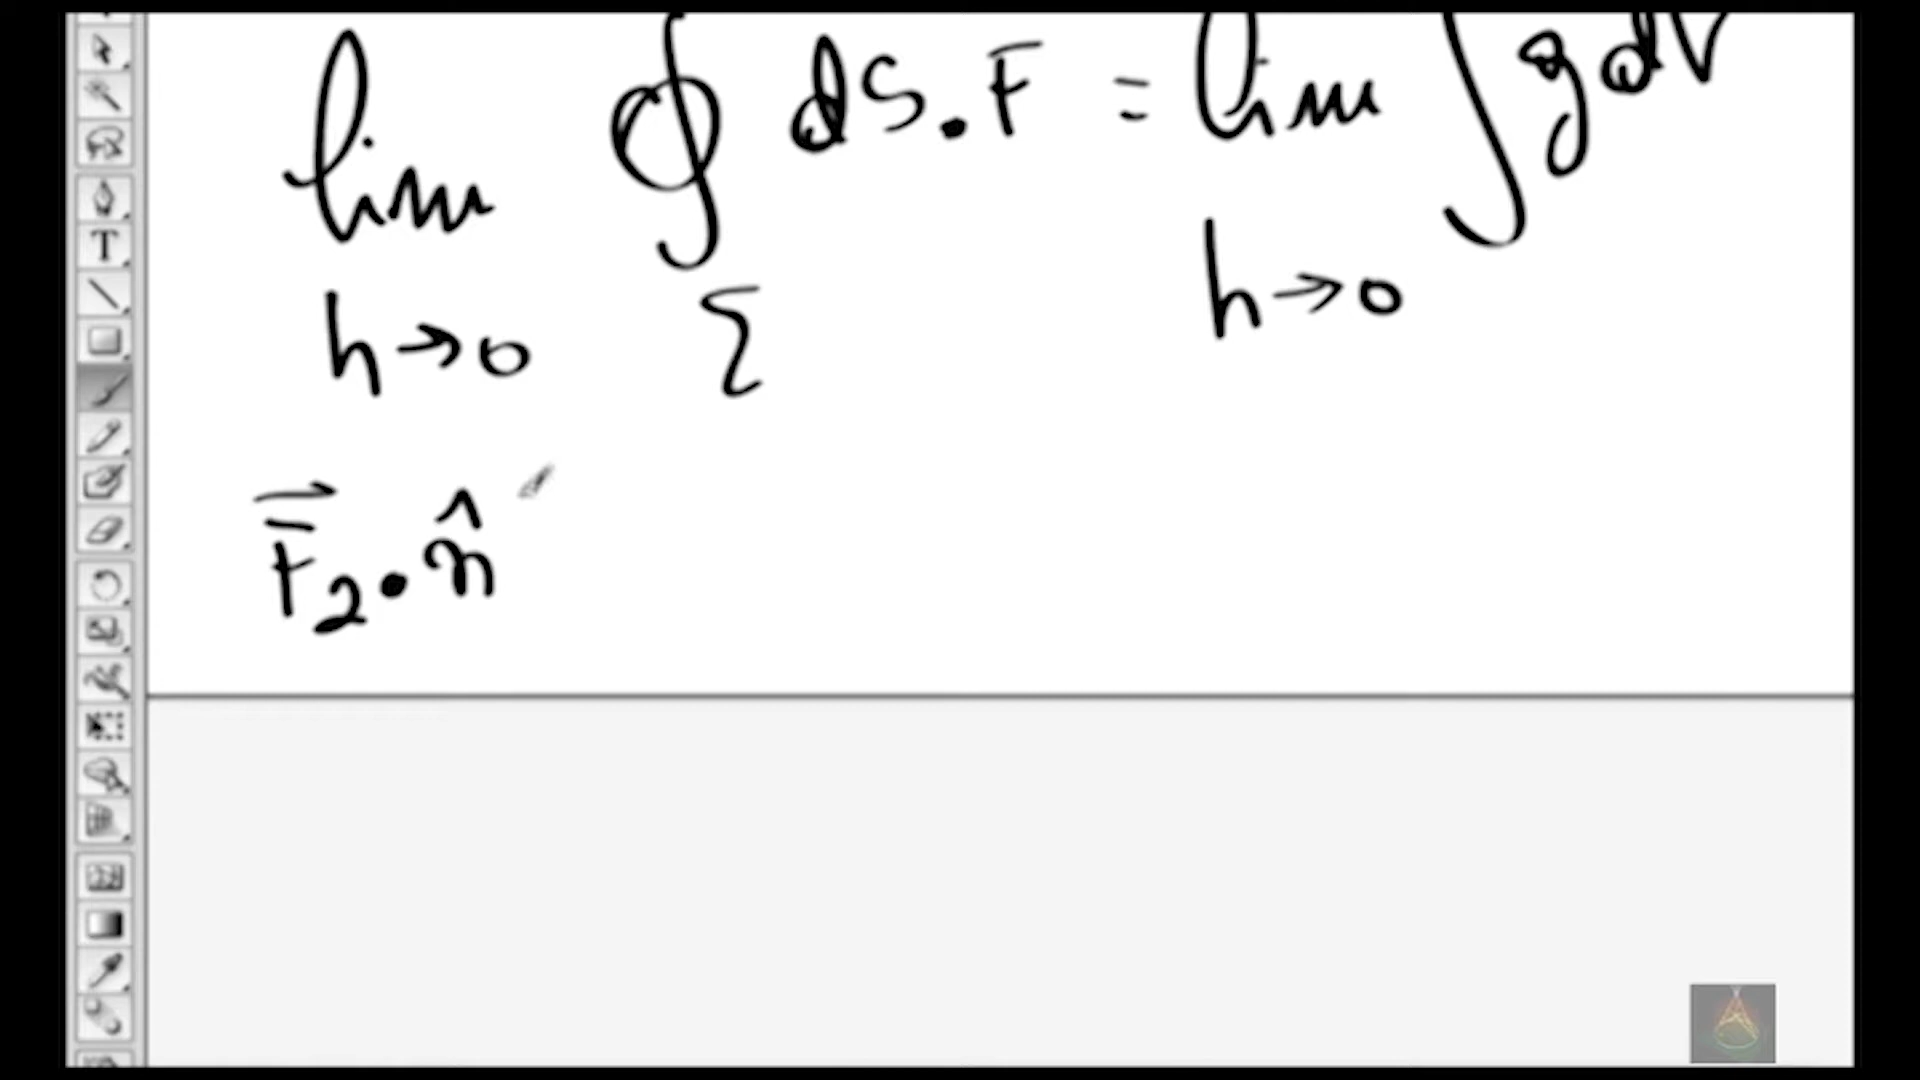 lim ∮ dS . F = lim ∫ g dV
h→0 Σ h→0
F⃗₂ • n̂